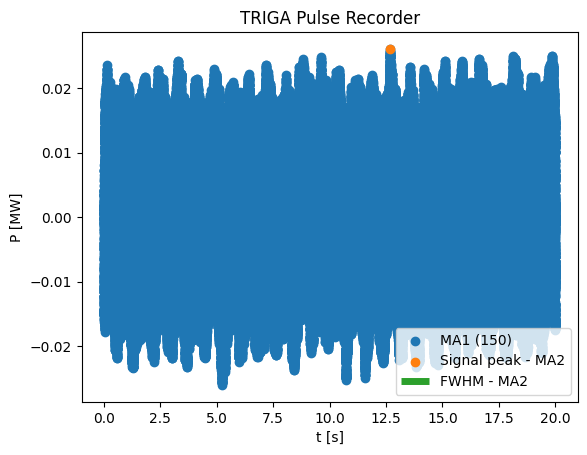 TRIGA Pulse Recorder
P [MW]
0.02
0.01
0.00
−0.01
−0.02
MA1 (150)
Signal peak - MA2
FWHM - MA2
0.0 2.5 5.0 7.5 10.0 12.5 15.0 17.5 20.0
t [s]